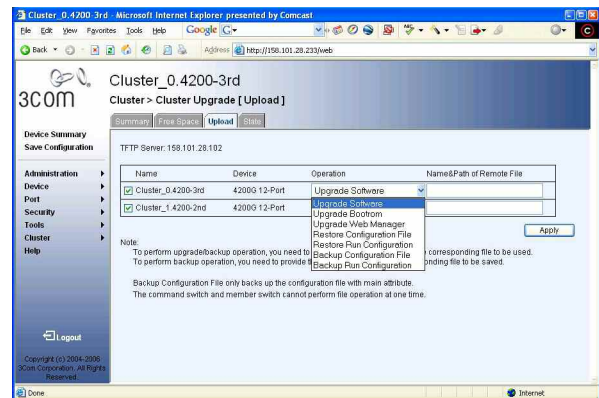 Cluster_0.4200-3rd - Microsoft Internet Explorer presented by Comcast
File Edit View Favorites Tools Help Google
Back Address http://158.101.28.233/web
3COM
Cluster_0.4200-3rd
Cluster > Cluster Upgrade [ Upload ]
Summary Free Space Upload State
Device Summary
Save Configuration
TFTP Server: 158.101.28.102
Administration
Device
Port
Security
Tools
Cluster
Help
Name Device Operation Name&Path of Remote File
Cluster_0.4200-3rd 4200G 12-Port Upgrade Software
Cluster_1.4200-2nd 4200G 12-Port
Upgrade Software
Upgrade Bootrom
Upgrade Web Manager
Restore Configuration File
Restore Run Configuration
Backup Configuration File
Backup Run Configuration
Apply
Note:
To perform upgrade/backup operation, you need to corresponding file to be used.
To perform backup operation, you need to provide onding file to be saved.
Backup Configuration File only backs up the configuration file with main attribute.
The command switch and member switch cannot perform file operation at one time.
Logout
Copyright (c) 2004-2006
3Com Corporation. All Rights
Reserved.
Done Internet